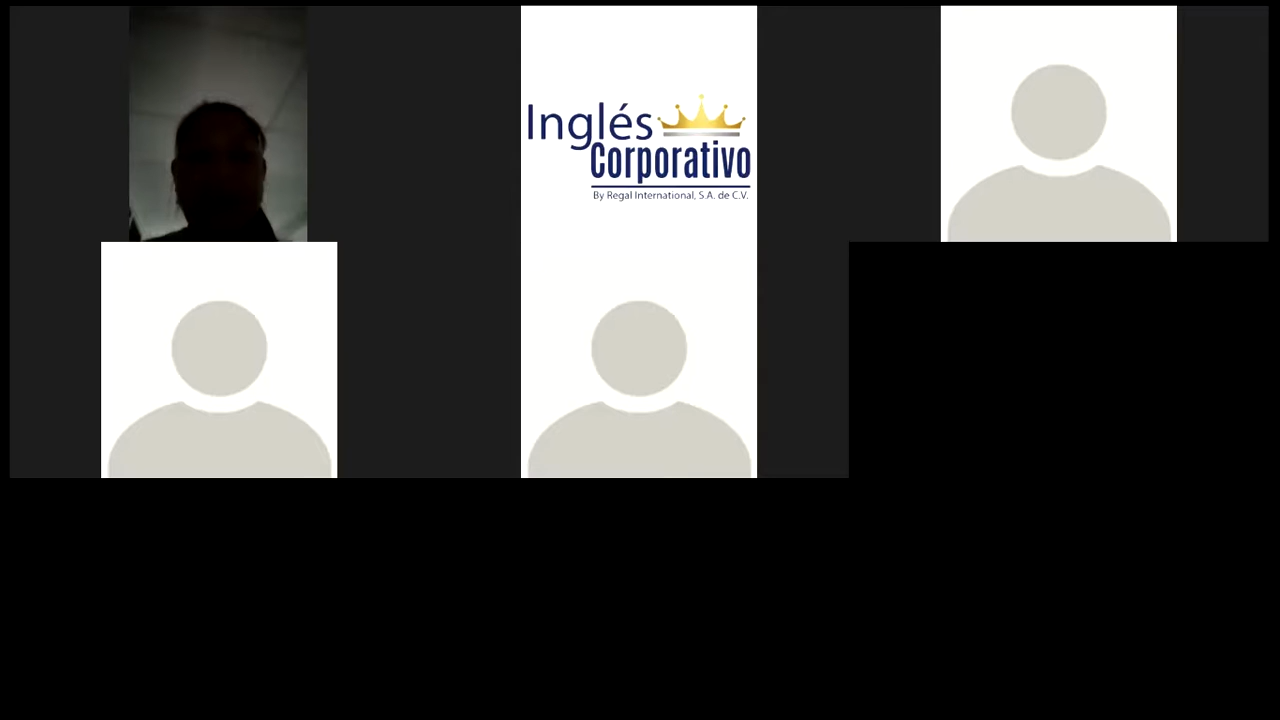 Inglés
Corporativo
By Regal International, S.A. de C.V.